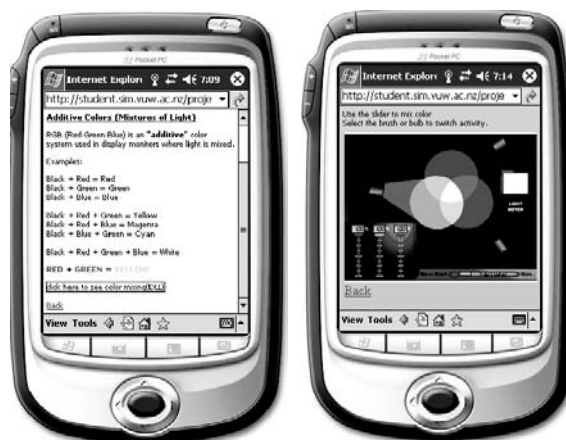 Pocket PC
Internet Explorer 7:09
http://student.sim.vuw.ac.nz/proje
Additive Colors (Mixtures of Light)
RGB (Red Green Blue) is an "additive" color
system used in display moniters where light is mixed.
Examples:
Black + Red = Red
Black + Green = Green
Black + Blue = Blue
Black + Red + Green = Yellow
Black + Red + Blue = Magenta
Black + Blue + Green = Cyan
Black + Red + Green + Blue = White
RED + GREEN = YELLOW
click here to see color mixing
Back
View Tools
Pocket PC
Internet Explorer 7:14
http://student.sim.vuw.ac.nz/proje
Use the slider to mix color
Select the brush or bulb to switch activity.
LIGHT
METER
Back
View Tools